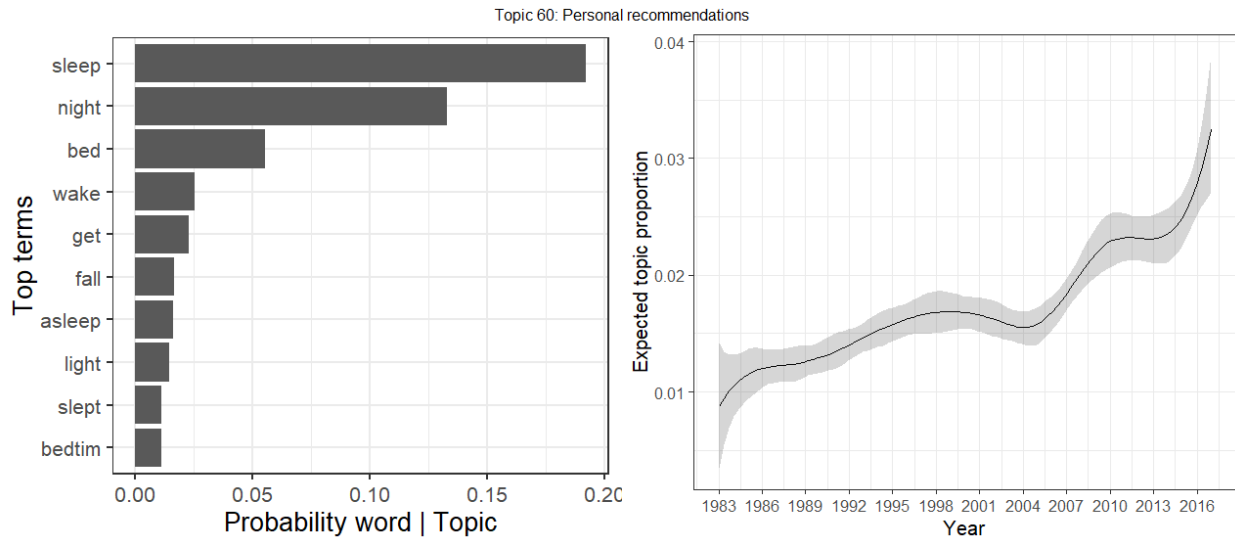 Topic 60: Personal recommendations
Top terms
sleep
night
bed
wake
get
fall
asleep
light
slept
bedtim
0.00 0.05 0.10 0.15 0.20
Probability word | Topic
Expected topic proportion
0.04
0.03
0.02
0.01
1983 1986 1989 1992 1995 1998 2001 2004 2007 2010 2013 2016
Year